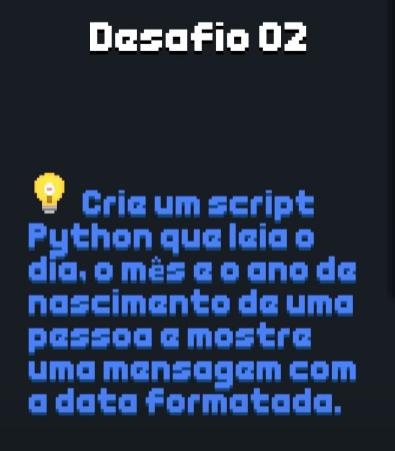 Desafio 02
Crie um script
Python que leia o
dia, o mês e o ano de
nascimento de uma
pessoa e mostre
uma mensagem com
a data formatada.